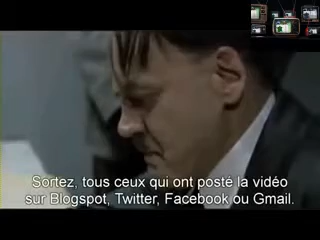 Sortez, tous ceux qui ont posté la vidéo
sur Blogspot, Twitter, Facebook ou Gmail.